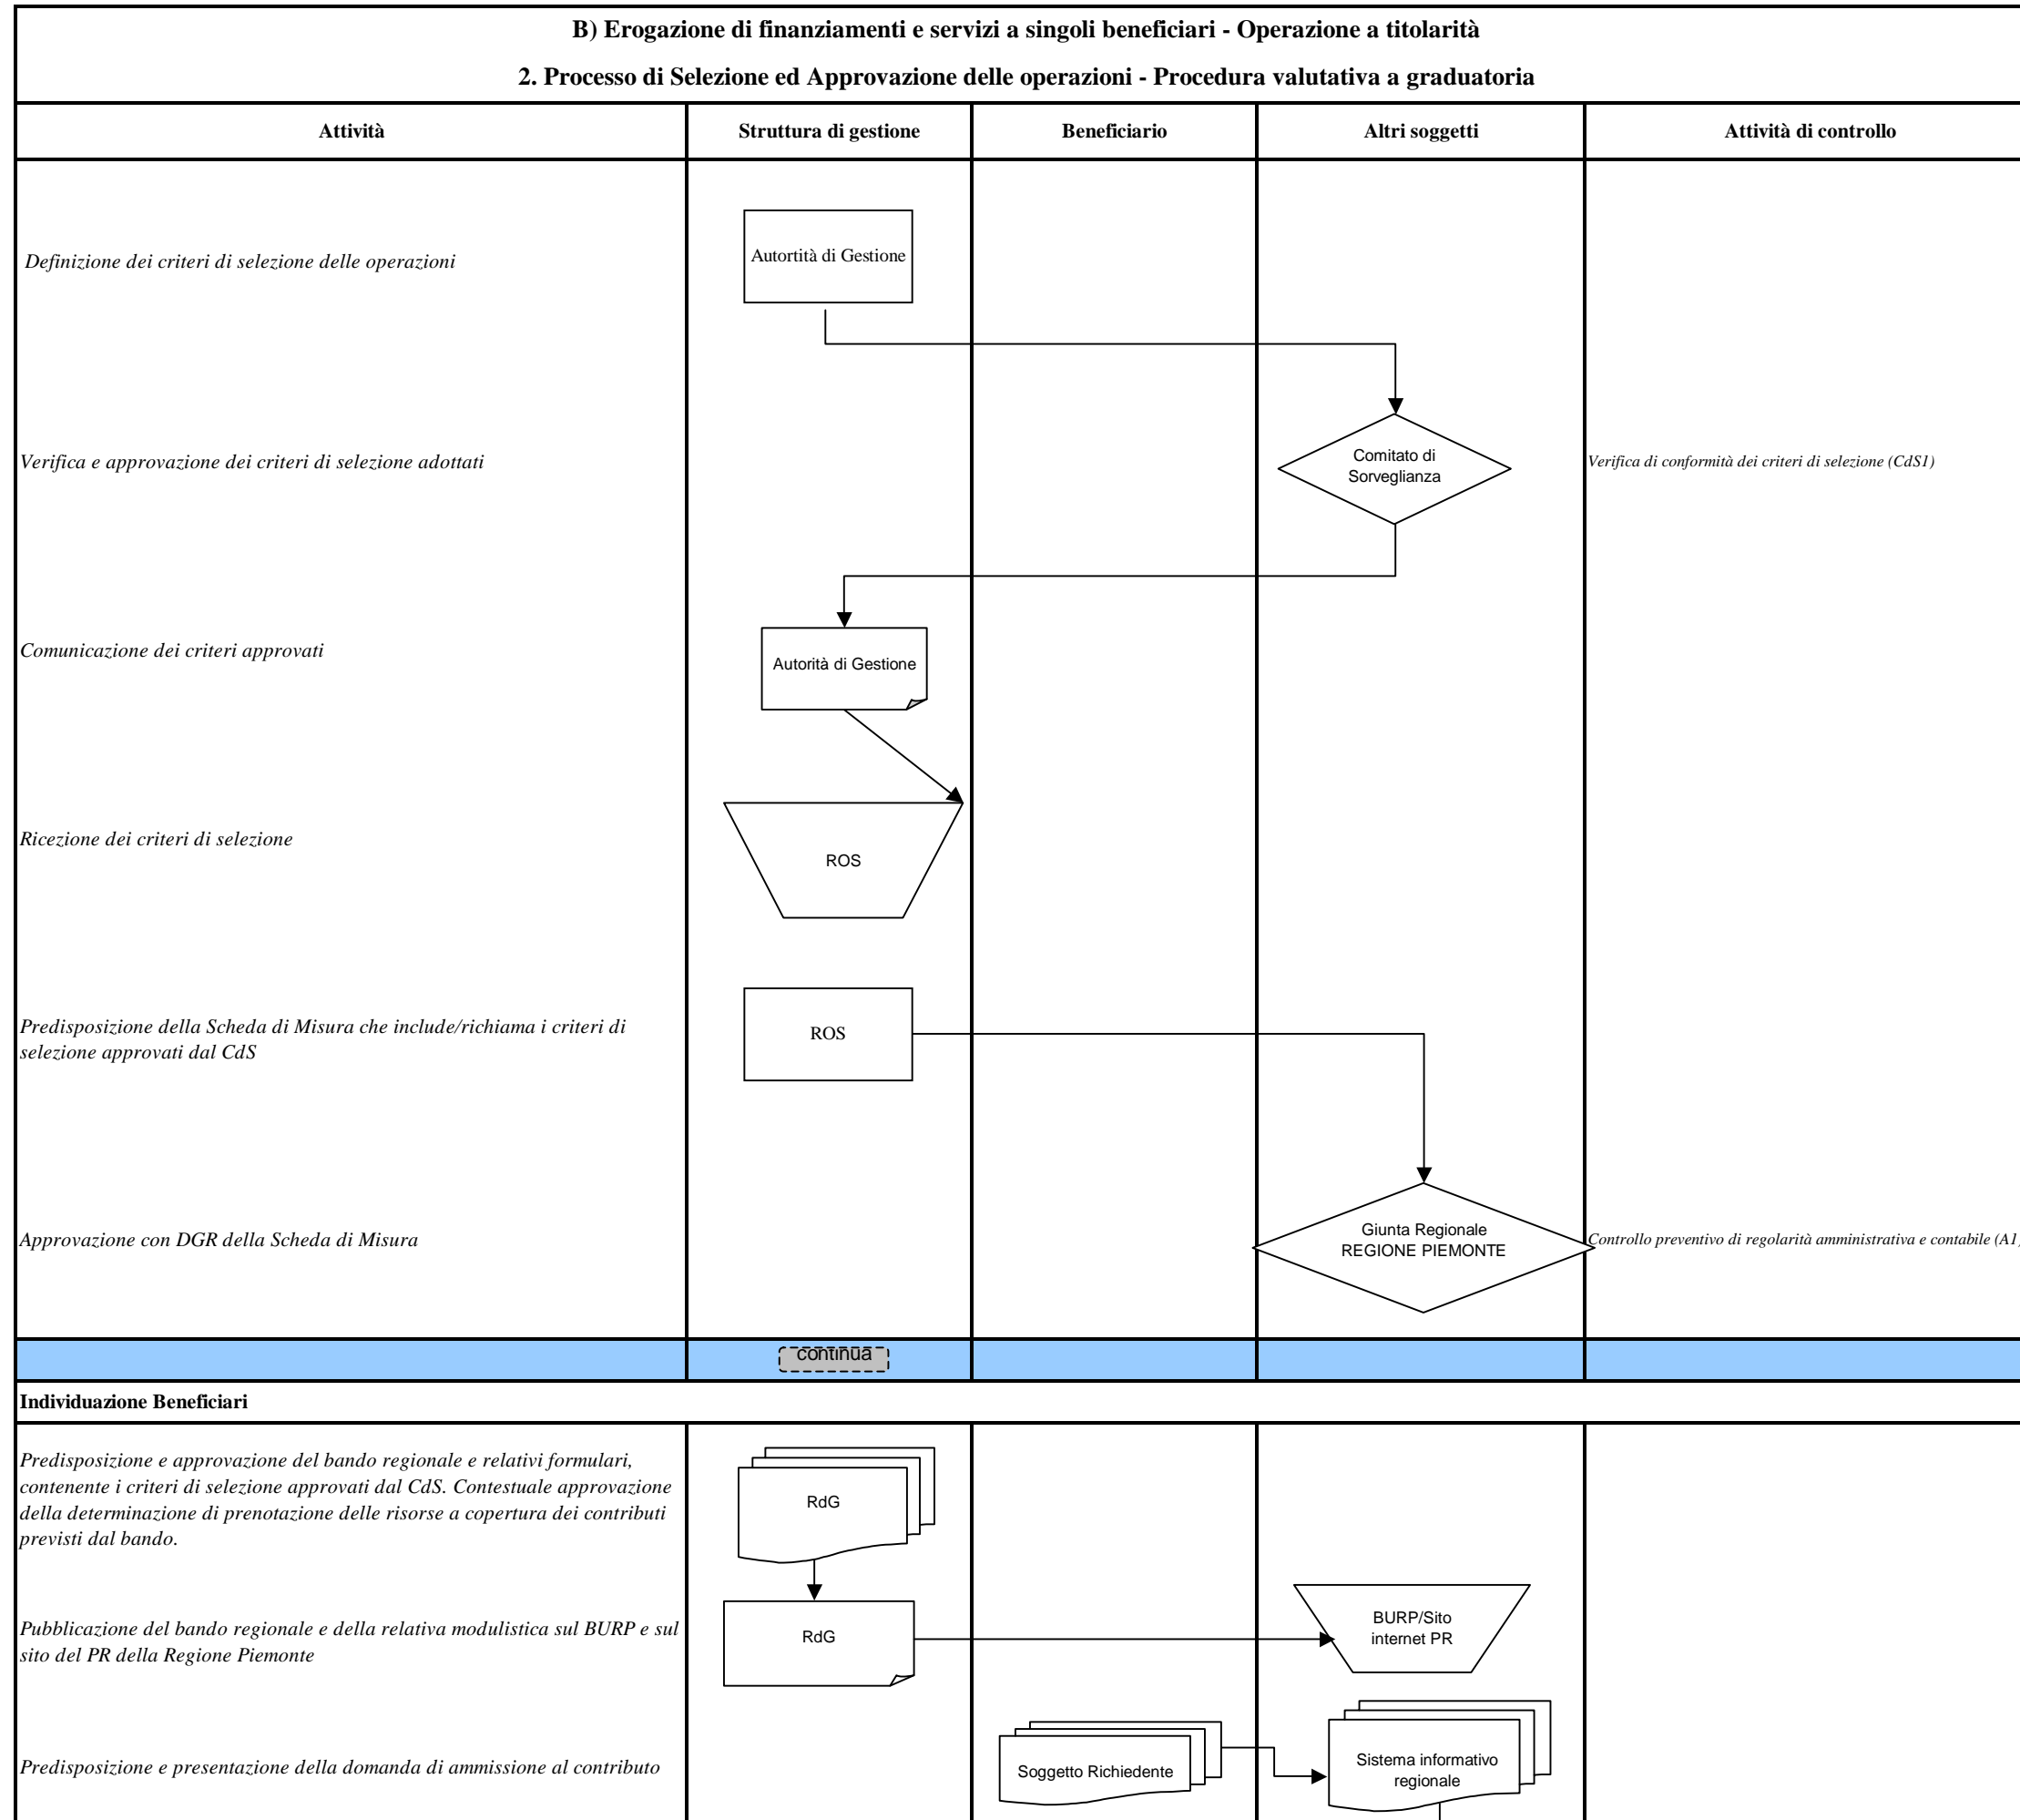 B) Erogazione di finanziamenti e servizi a singoli beneficiari - Operazione a titolarità
2. Processo di Selezione ed Approvazione delle operazioni - Procedura valutativa a graduatoria
Attività
Struttura di gestione
Beneficiario
Altri soggetti
Attività di controllo
Definizione dei criteri di selezione delle operazioni
Autortità di Gestione
Verifica e approvazione dei criteri di selezione adottati
Comitato di
Sorveglianza
Verifica di conformità dei criteri di selezione (CdS1)
Comunicazione dei criteri approvati
Autorità di Gestione
Ricezione dei criteri di selezione
ROS
Predisposizione della Scheda di Misura che include/richiama i criteri di
selezione approvati dal CdS
ROS
Approvazione con DGR della Scheda di Misura
Giunta Regionale
REGIONE PIEMONTE
Controllo preventivo di regolarità amministrativa e contabile (A1)
continua
Individuazione Beneficiari
Predisposizione e approvazione del bando regionale e relativi formulari,
contenente i criteri di selezione approvati dal CdS. Contestuale approvazione
della determinazione di prenotazione delle risorse a copertura dei contributi
previsti dal bando.
RdG
Pubblicazione del bando regionale e della relativa modulistica sul BURP e sul
sito del PR della Regione Piemonte
RdG
BURP/Sito
internet PR
Predisposizione e presentazione della domanda di ammissione al contributo
Soggetto Richiedente
Sistema informativo
regionale